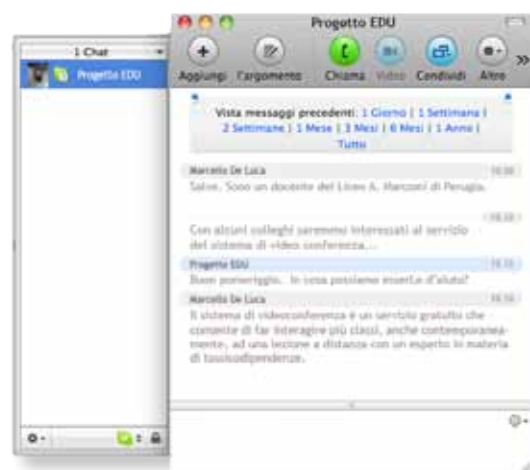 1 Chat
Progetto EDU
Progetto EDU
Aggiungi l'argomento Chiama Video Condividi Altro
Vista messaggi precedenti: 1 Giorno | 1 Settimana |
2 Settimane | 1 Mese | 3 Mesi | 6 Mesi | 1 Anno |
Tutto
Marcello De Luca
Salve. Sono un docente del Liceo A. Marconi di Perugia.
Con alcuni colleghi saremmo interessati al servizio
del sistema di video conferenza...
Progetto EDU
Buon pomeriggio. In cosa possiamo esserLe d'aiuto?
Marcello De Luca
Il sistema di videoconferenza è un servizio gratuito che
consente di far interagire più classi, anche contemporanea-
mente, ad una lezione a distanza con un esperto in materia
di tossicodipendenze.